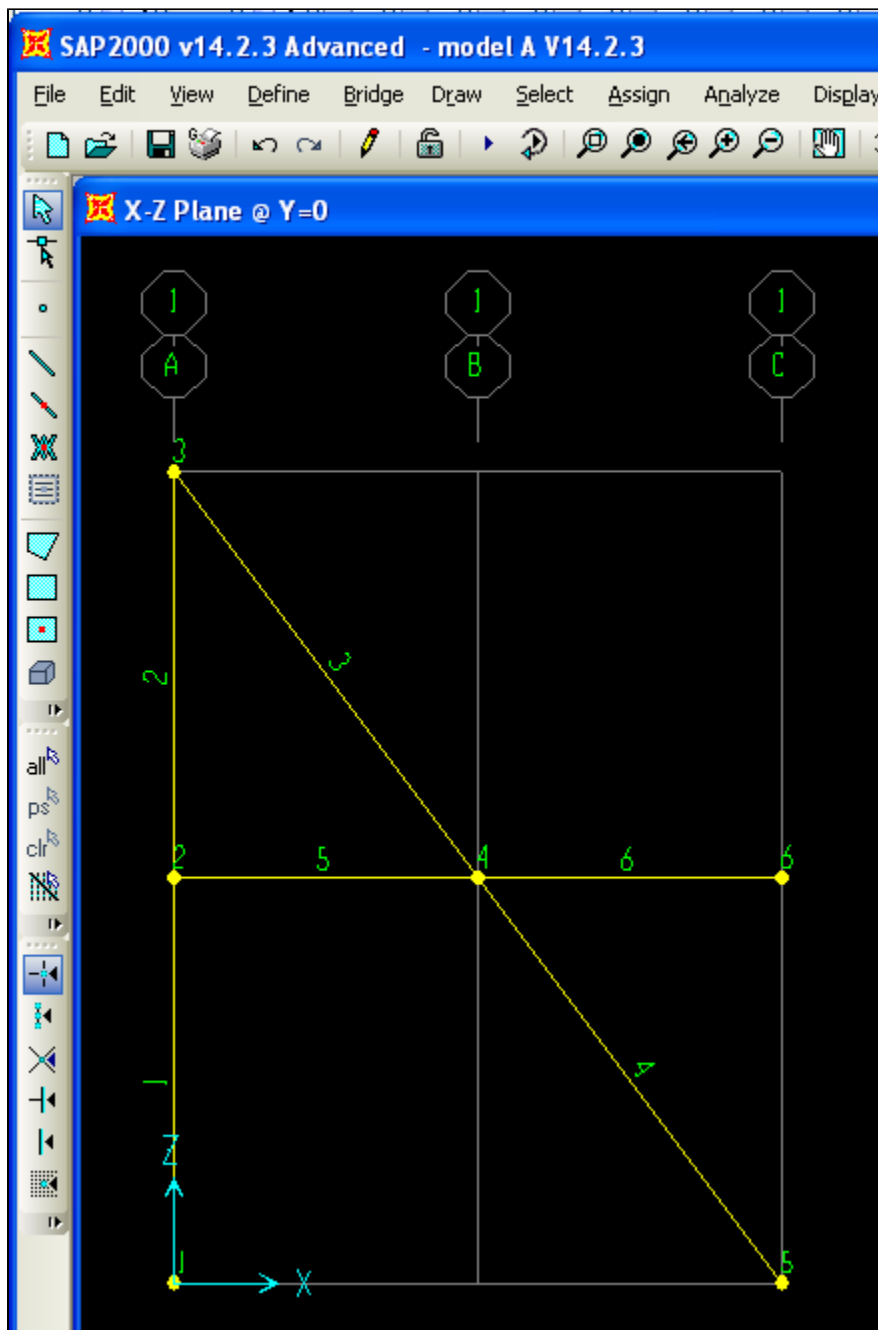 SAP2000 v14.2.3 Advanced - model A V14.2.3
File Edit View Define Bridge Draw Select Assign Analyze Display
X-Z Plane @ Y=0
1 1 1
A B C
3
3
2
2 5 4 6 6
all
ps
clr
4
1
Z
1 X 5